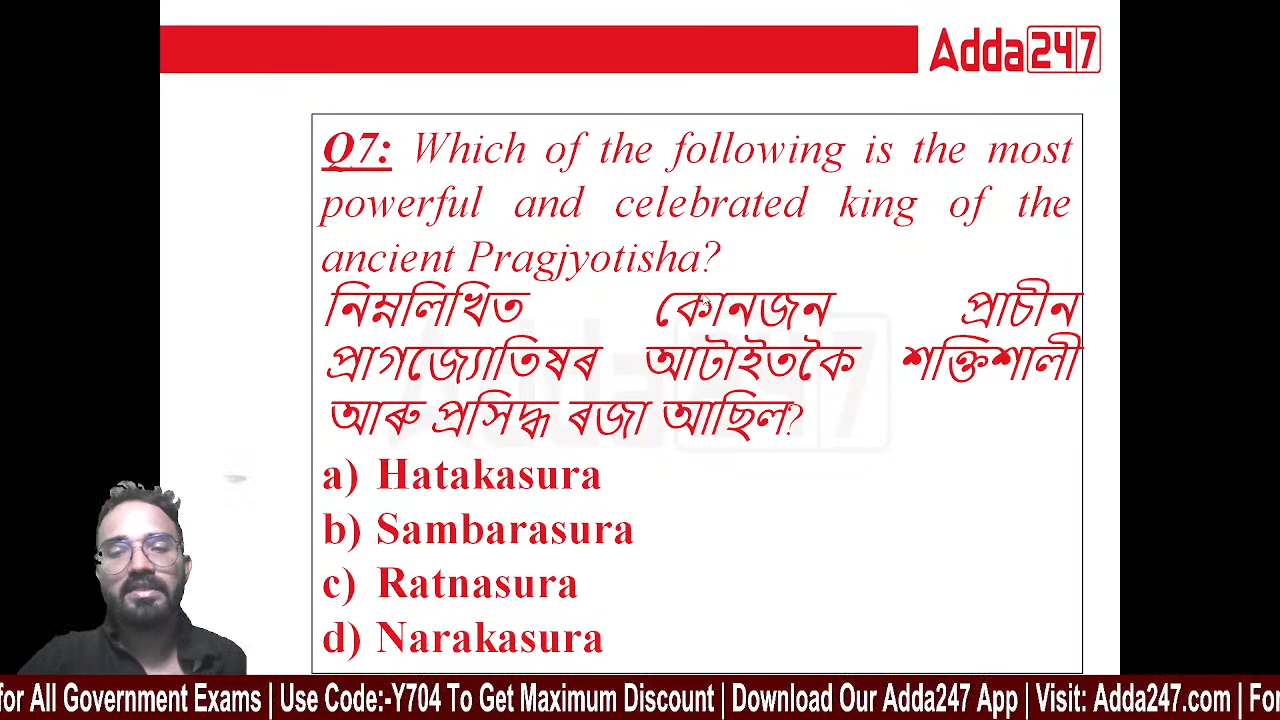 Adda247
Q7: Which of the following is the most
powerful and celebrated king of the
ancient Pragjyotisha?
নিম্নলিখিত কোনজন প্ৰাচীন
প্ৰাগজ্যোতিষৰ আটাইতকৈ শক্তিশালী
আৰু প্ৰসিদ্ধ ৰজা আছিল?
a) Hatakasura
b) Sambarasura
c) Ratnasura
d) Narakasura
for All Government Exams | Use Code:-Y704 To Get Maximum Discount | Download Our Adda247 App | Visit: Adda247.com | Fo